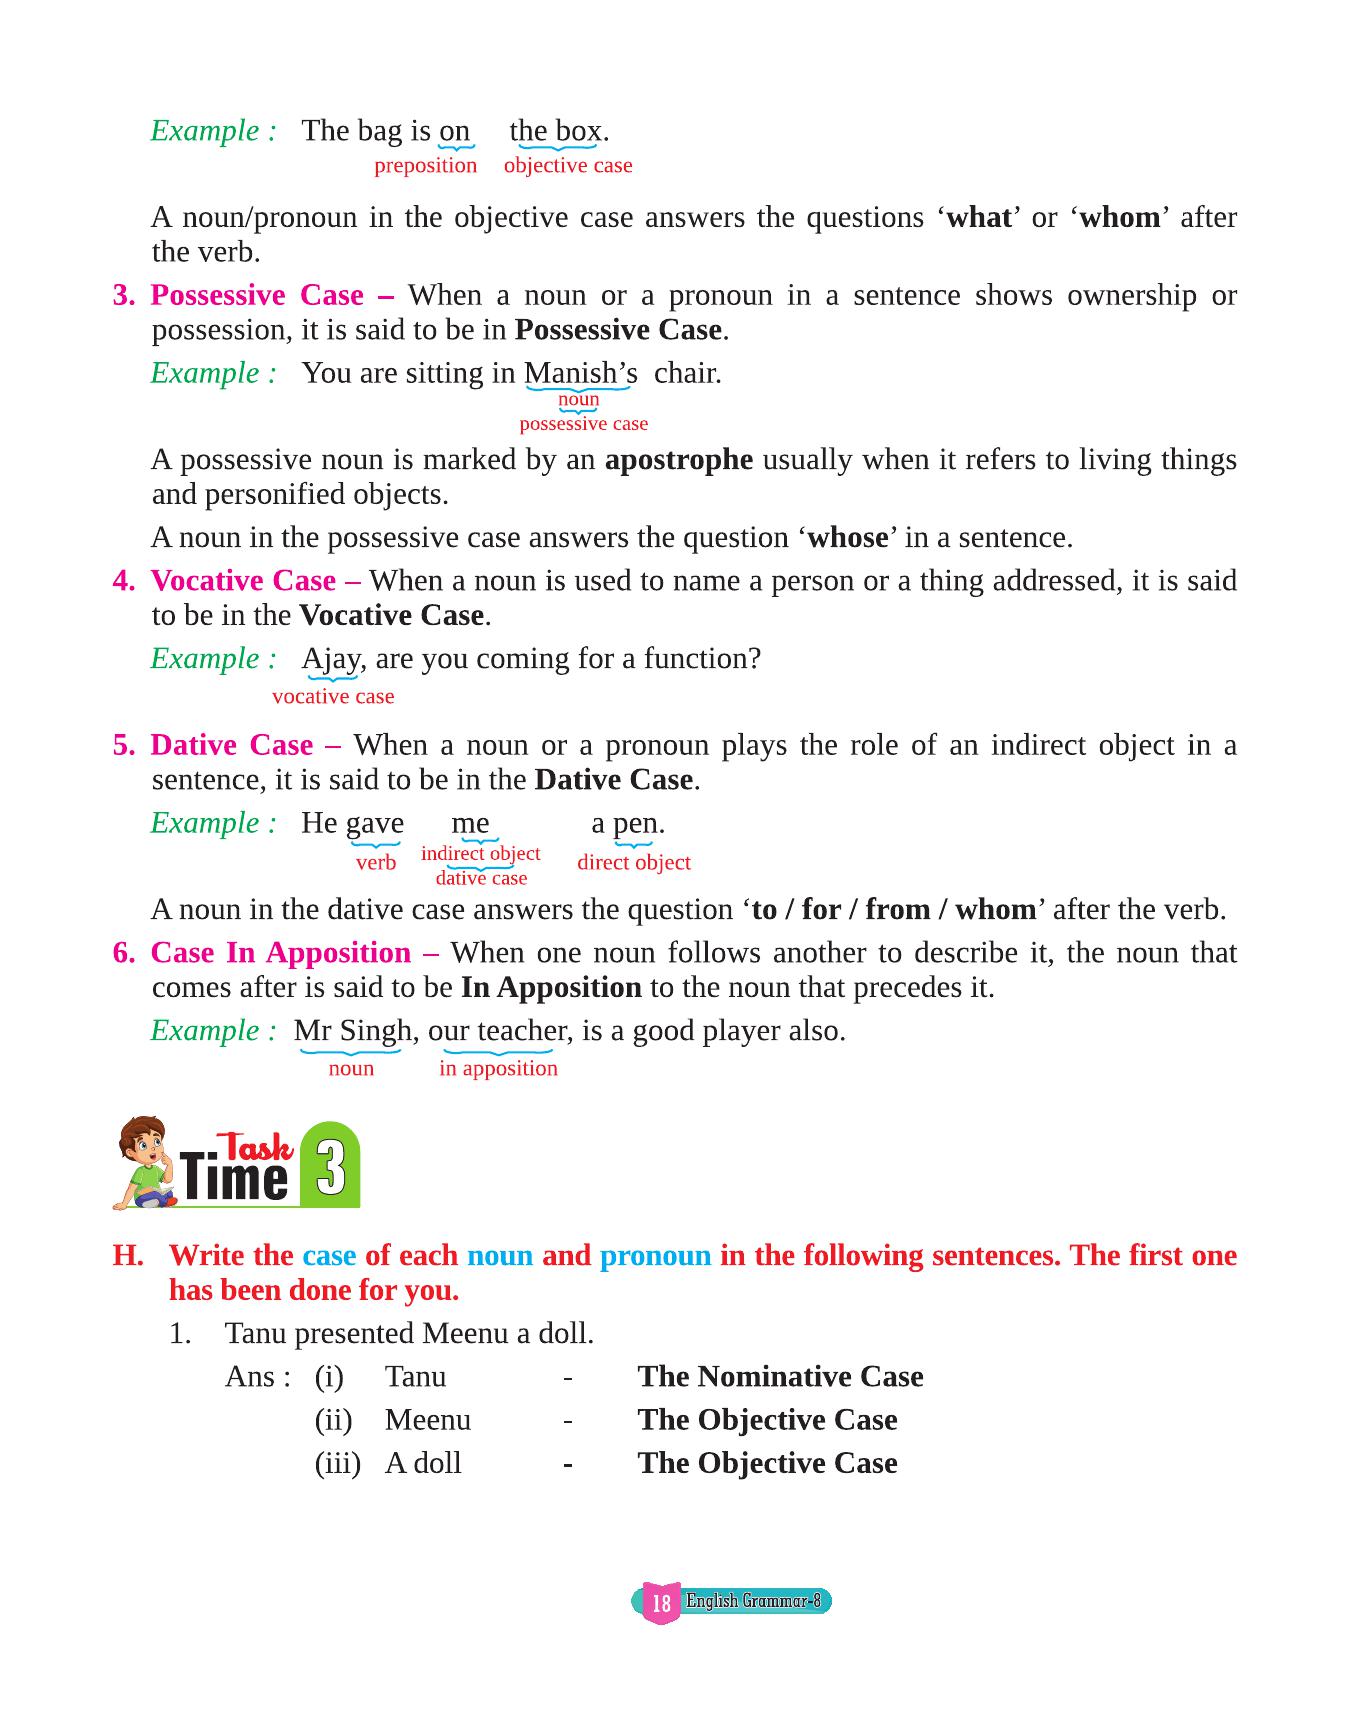 Example : The bag is on the box.
preposition objective case
A noun/pronoun in the objective case answers the questions ‘what’ or ‘whom’ after
the verb.
3. Possessive Case – When a noun or a pronoun in a sentence shows ownership or
possession, it is said to be in Possessive Case.
Example : You are sitting in Manish’s chair.
noun
possessive case
A possessive noun is marked by an apostrophe usually when it refers to living things
and personified objects.
A noun in the possessive case answers the question ‘whose’ in a sentence.
4. Vocative Case – When a noun is used to name a person or a thing addressed, it is said
to be in the Vocative Case.
Example : Ajay, are you coming for a function?
vocative case
5. Dative Case – When a noun or a pronoun plays the role of an indirect object in a
sentence, it is said to be in the Dative Case.
Example : He gave me a pen.
verb indirect object direct object
dative case
A noun in the dative case answers the question ‘to / for / from / whom’ after the verb.
6. Case In Apposition – When one noun follows another to describe it, the noun that
comes after is said to be In Apposition to the noun that precedes it.
Example : Mr Singh, our teacher, is a good player also.
noun in apposition
Task
Time 3
H. Write the case of each noun and pronoun in the following sentences. The first one
has been done for you.
1. Tanu presented Meenu a doll.
Ans : (i) Tanu - The Nominative Case
(ii) Meenu - The Objective Case
(iii) A doll - The Objective Case
18 English Grammar-8